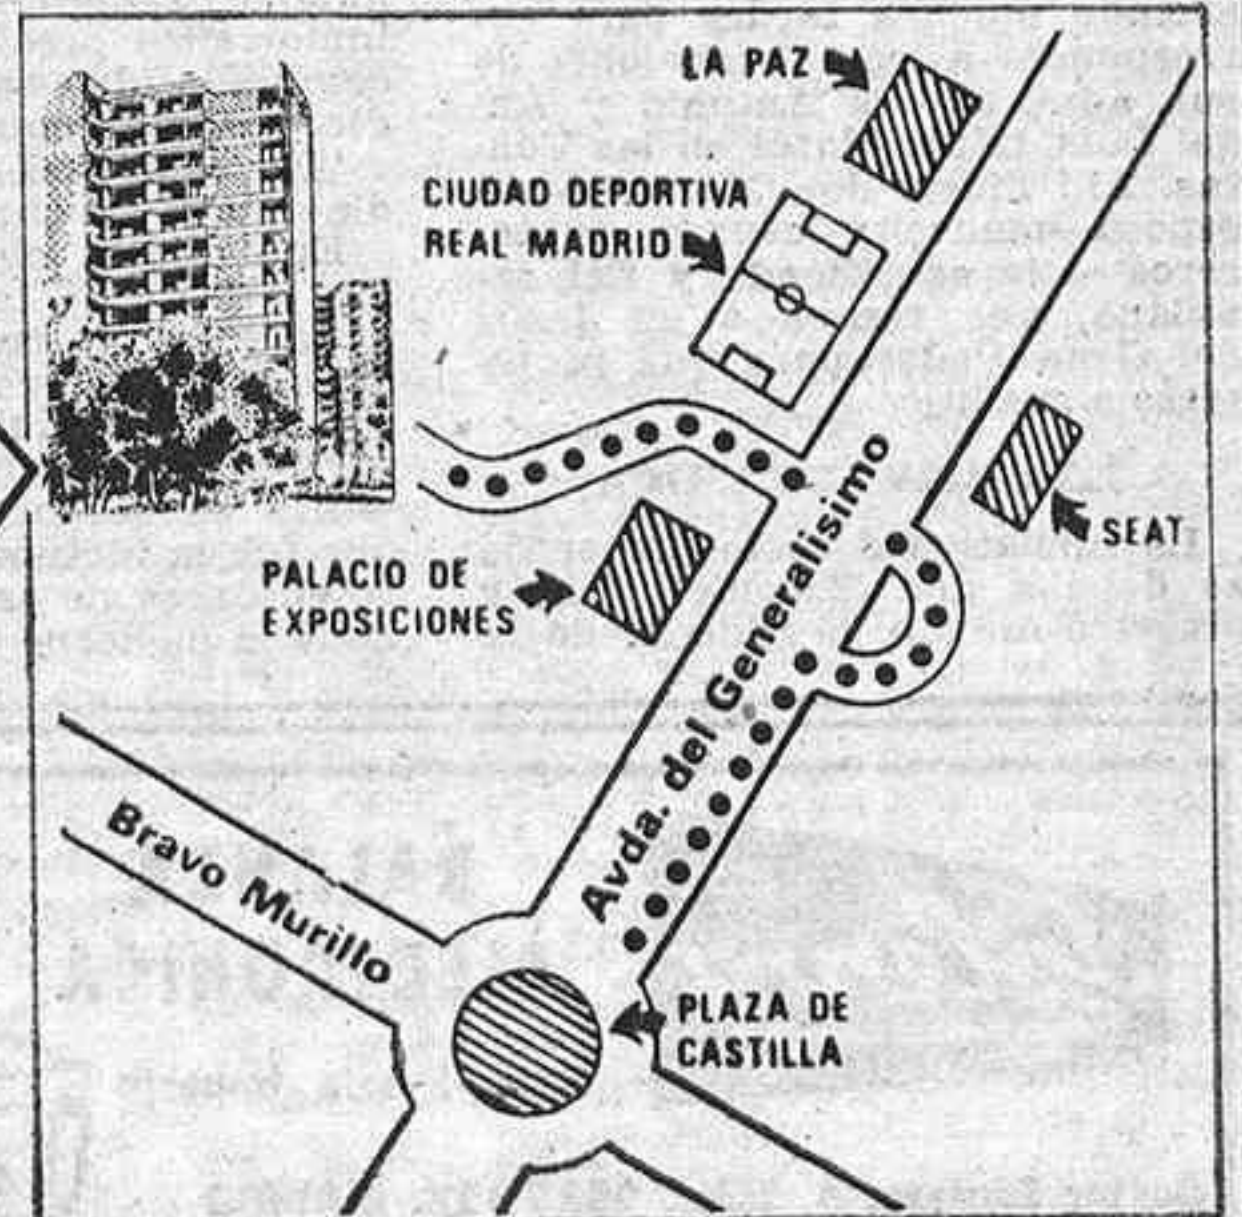 LA PAZ
CIUDAD DEPORTIVA
REAL MADRID
SEAT
PALACIO DE
EXPOSICIONES
Avda. del Generalisimo
Bravo Murillo
PLAZA DE
CASTILLA